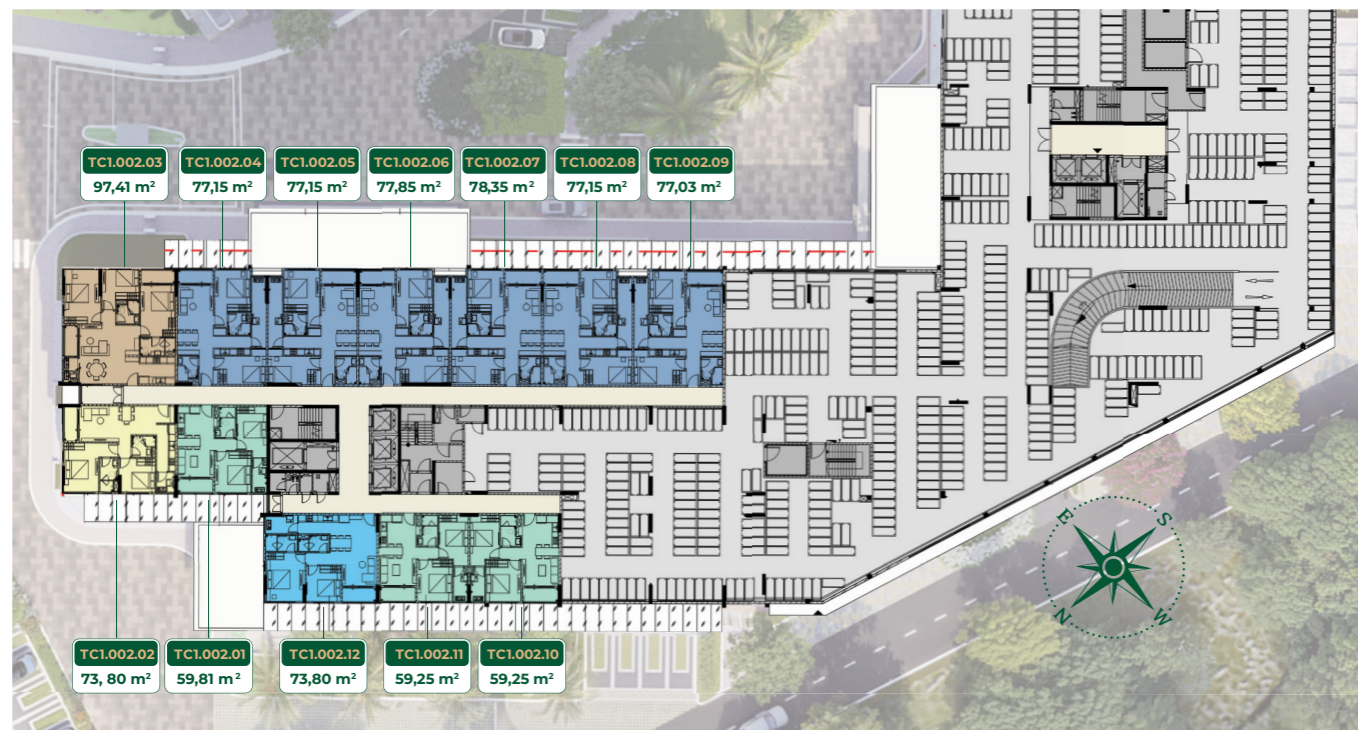 TC1.002.03
97,41 m²
TC1.002.04
77,15 m²
TC1.002.05
77,15 m²
TC1.002.06
77,85 m²
TC1.002.07
78,35 m²
TC1.002.08
77,15 m²
TC1.002.09
77,03 m²
E
S
N
W
TC1.002.02
73, 80 m²
TC1.002.01
59,81 m²
TC1.002.12
73,80 m²
TC1.002.11
59,25 m²
TC1.002.10
59,25 m²